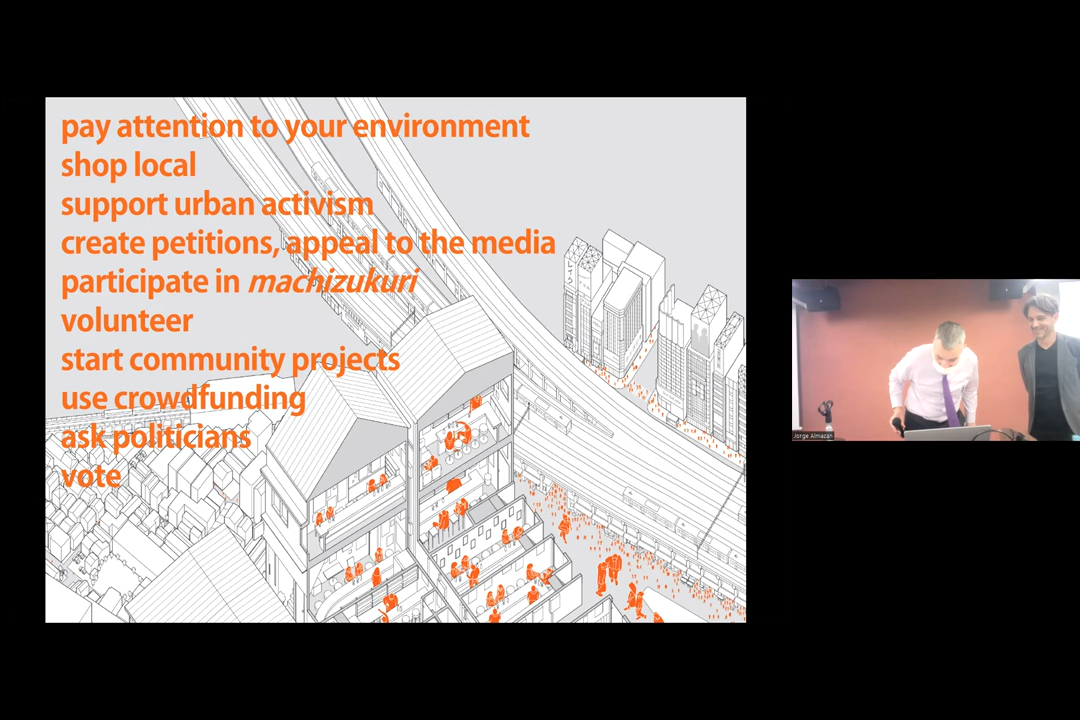 pay attention to your environment
shop local
support urban activism
create petitions, appeal to the media
participate in machizukuri
volunteer
start community projects
use crowdfunding
ask politicians
vote
Jorge Almazan